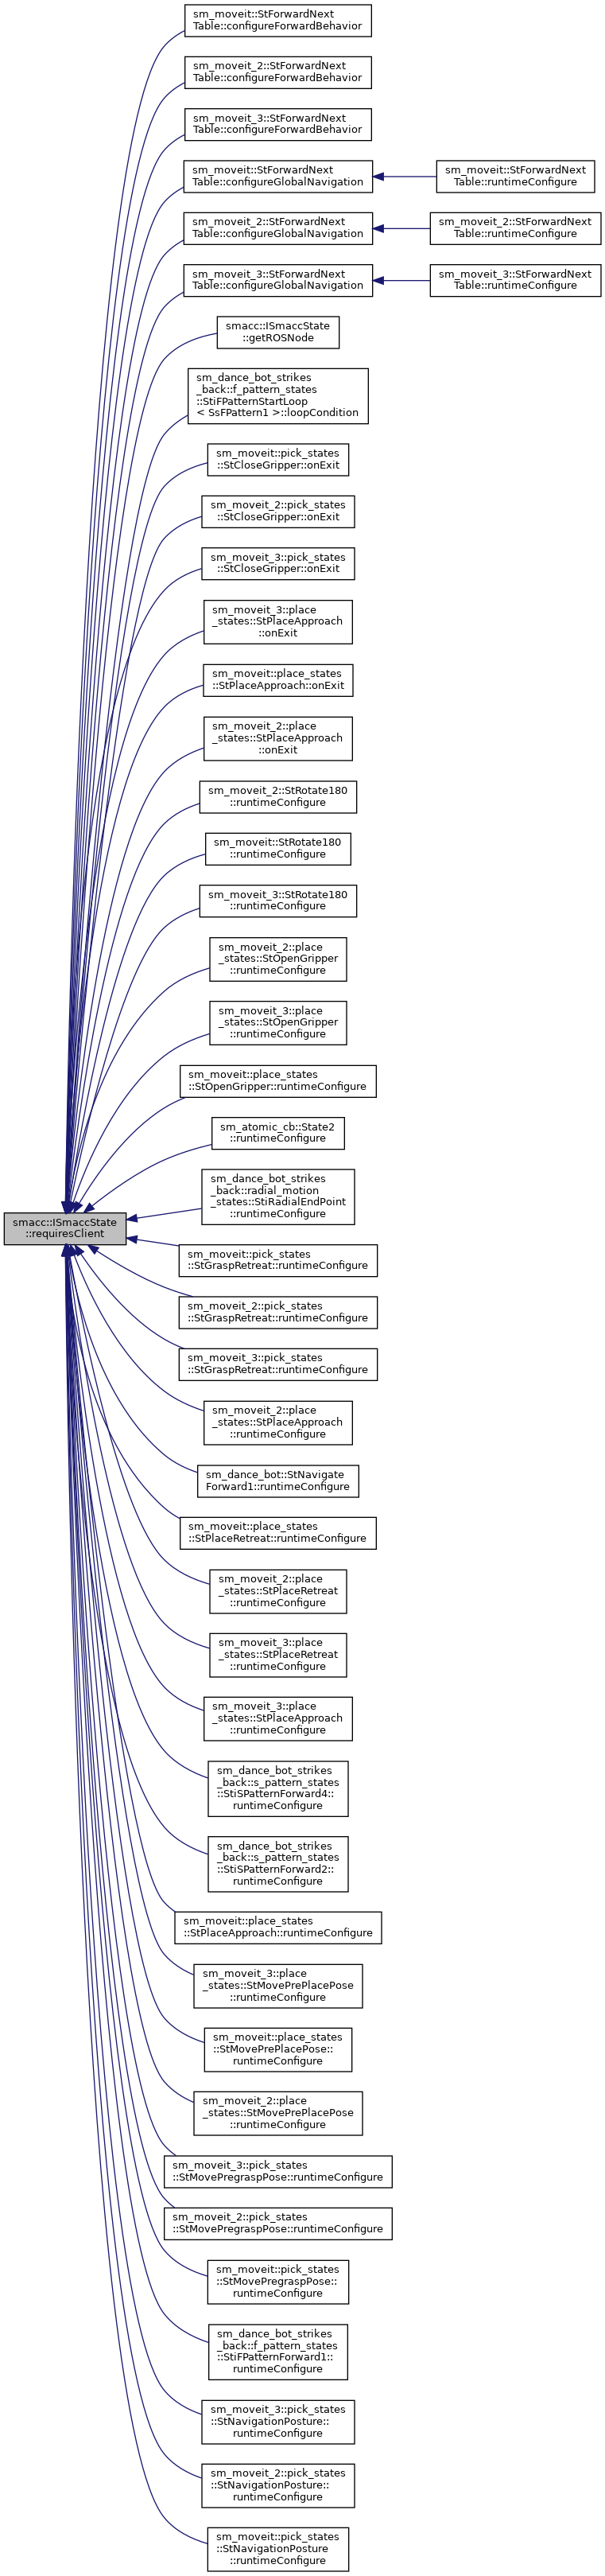 sm_moveit::StForwardNext
Table::configureForwardBehavior
sm_moveit_2::StForwardNext
Table::configureForwardBehavior
sm_moveit_3::StForwardNext
Table::configureForwardBehavior
sm_moveit::StForwardNext
Table::configureGlobalNavigation
sm_moveit::StForwardNext
Table::runtimeConfigure
sm_moveit_2::StForwardNext
Table::configureGlobalNavigation
sm_moveit_2::StForwardNext
Table::runtimeConfigure
sm_moveit_3::StForwardNext
Table::configureGlobalNavigation
sm_moveit_3::StForwardNext
Table::runtimeConfigure
smacc::ISmaccState
::getROSNode
sm_dance_bot_strikes
_back::f_pattern_states
::StiFPatternStartLoop
< SsFPattern1 >::loopCondition
sm_moveit::pick_states
::StCloseGripper::onExit
sm_moveit_2::pick_states
::StCloseGripper::onExit
sm_moveit_3::pick_states
::StCloseGripper::onExit
sm_moveit_3::place
_states::StPlaceApproach
::onExit
sm_moveit::place_states
::StPlaceApproach::onExit
sm_moveit_2::place
_states::StPlaceApproach
::onExit
sm_moveit_2::StRotate180
::runtimeConfigure
sm_moveit::StRotate180
::runtimeConfigure
sm_moveit_3::StRotate180
::runtimeConfigure
sm_moveit_2::place
_states::StOpenGripper
::runtimeConfigure
sm_moveit_3::place
_states::StOpenGripper
::runtimeConfigure
sm_moveit::place_states
::StOpenGripper::runtimeConfigure
sm_atomic_cb::State2
::runtimeConfigure
sm_dance_bot_strikes
_back::radial_motion
_states::StiRadialEndPoint
::runtimeConfigure
smacc::ISmaccState
::requiresClient
sm_moveit::pick_states
::StGraspRetreat::runtimeConfigure
sm_moveit_2::pick_states
::StGraspRetreat::runtimeConfigure
sm_moveit_3::pick_states
::StGraspRetreat::runtimeConfigure
sm_moveit_2::place
_states::StPlaceApproach
::runtimeConfigure
sm_dance_bot::StNavigate
Forward1::runtimeConfigure
sm_moveit::place_states
::StPlaceRetreat::runtimeConfigure
sm_moveit_2::place
_states::StPlaceRetreat
::runtimeConfigure
sm_moveit_3::place
_states::StPlaceRetreat
::runtimeConfigure
sm_moveit_3::place
_states::StPlaceApproach
::runtimeConfigure
sm_dance_bot_strikes
_back::s_pattern_states
::StiSPatternForward4::
runtimeConfigure
sm_dance_bot_strikes
_back::s_pattern_states
::StiSPatternForward2::
runtimeConfigure
sm_moveit::place_states
::StPlaceApproach::runtimeConfigure
sm_moveit_3::place
_states::StMovePrePlacePose
::runtimeConfigure
sm_moveit::place_states
::StMovePrePlacePose::
runtimeConfigure
sm_moveit_2::place
_states::StMovePrePlacePose
::runtimeConfigure
sm_moveit_3::pick_states
::StMovePregraspPose::runtimeConfigure
sm_moveit_2::pick_states
::StMovePregraspPose::runtimeConfigure
sm_moveit::pick_states
::StMovePregraspPose::
runtimeConfigure
sm_dance_bot_strikes
_back::f_pattern_states
::StiFPatternForward1::
runtimeConfigure
sm_moveit_3::pick_states
::StNavigationPosture::
runtimeConfigure
sm_moveit_2::pick_states
::StNavigationPosture::
runtimeConfigure
sm_moveit::pick_states
::StNavigationPosture
::runtimeConfigure